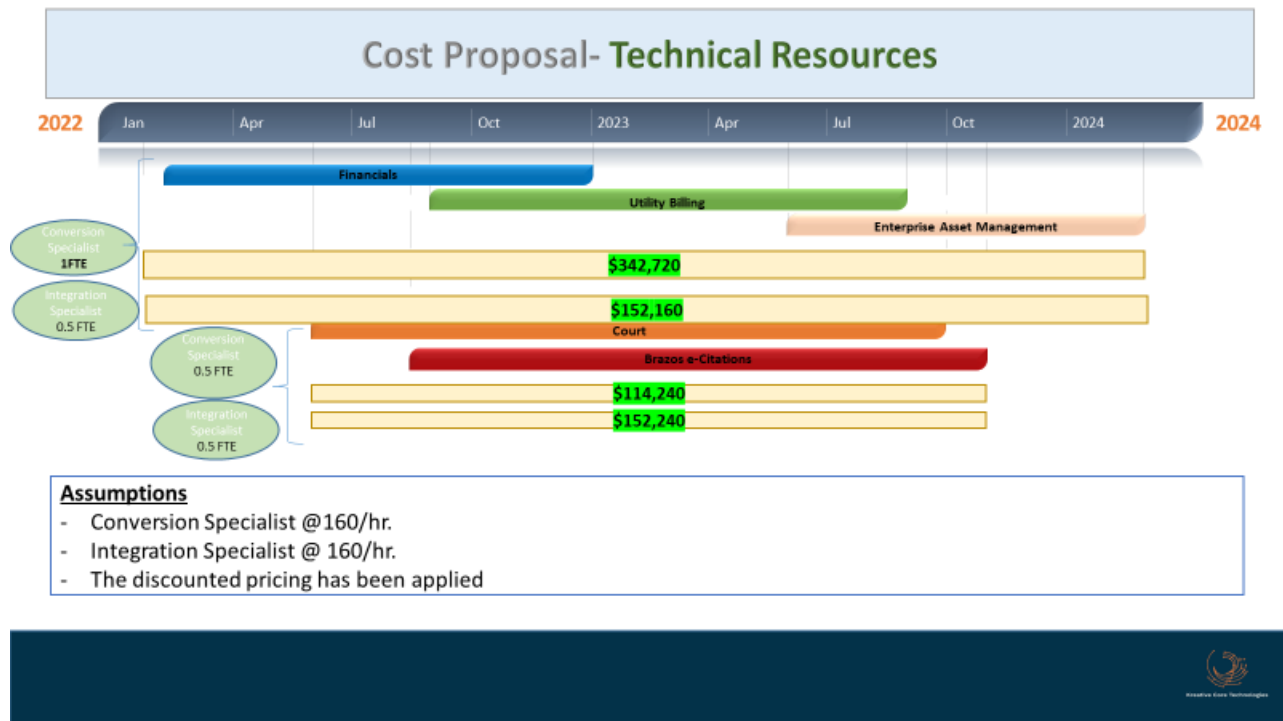 Cost Proposal- Technical Resources
2022
Jan
Apr
Jul
Oct
2023
Apr
Jul
Oct
2024
2024
Financials
Utility Billing
Enterprise Asset Management
Conversion
Specialist
1FTE
$342,720
Integration
Specialist
0.5 FTE
$152,160
Court
Conversion
Specialist
0.5 FTE
Brazos e-Citations
$114,240
Integration
Specialist
0.5 FTE
$152,240
Assumptions
- Conversion Specialist @160/hr.
- Integration Specialist @ 160/hr.
- The discounted pricing has been applied
Kreative Core Technologies